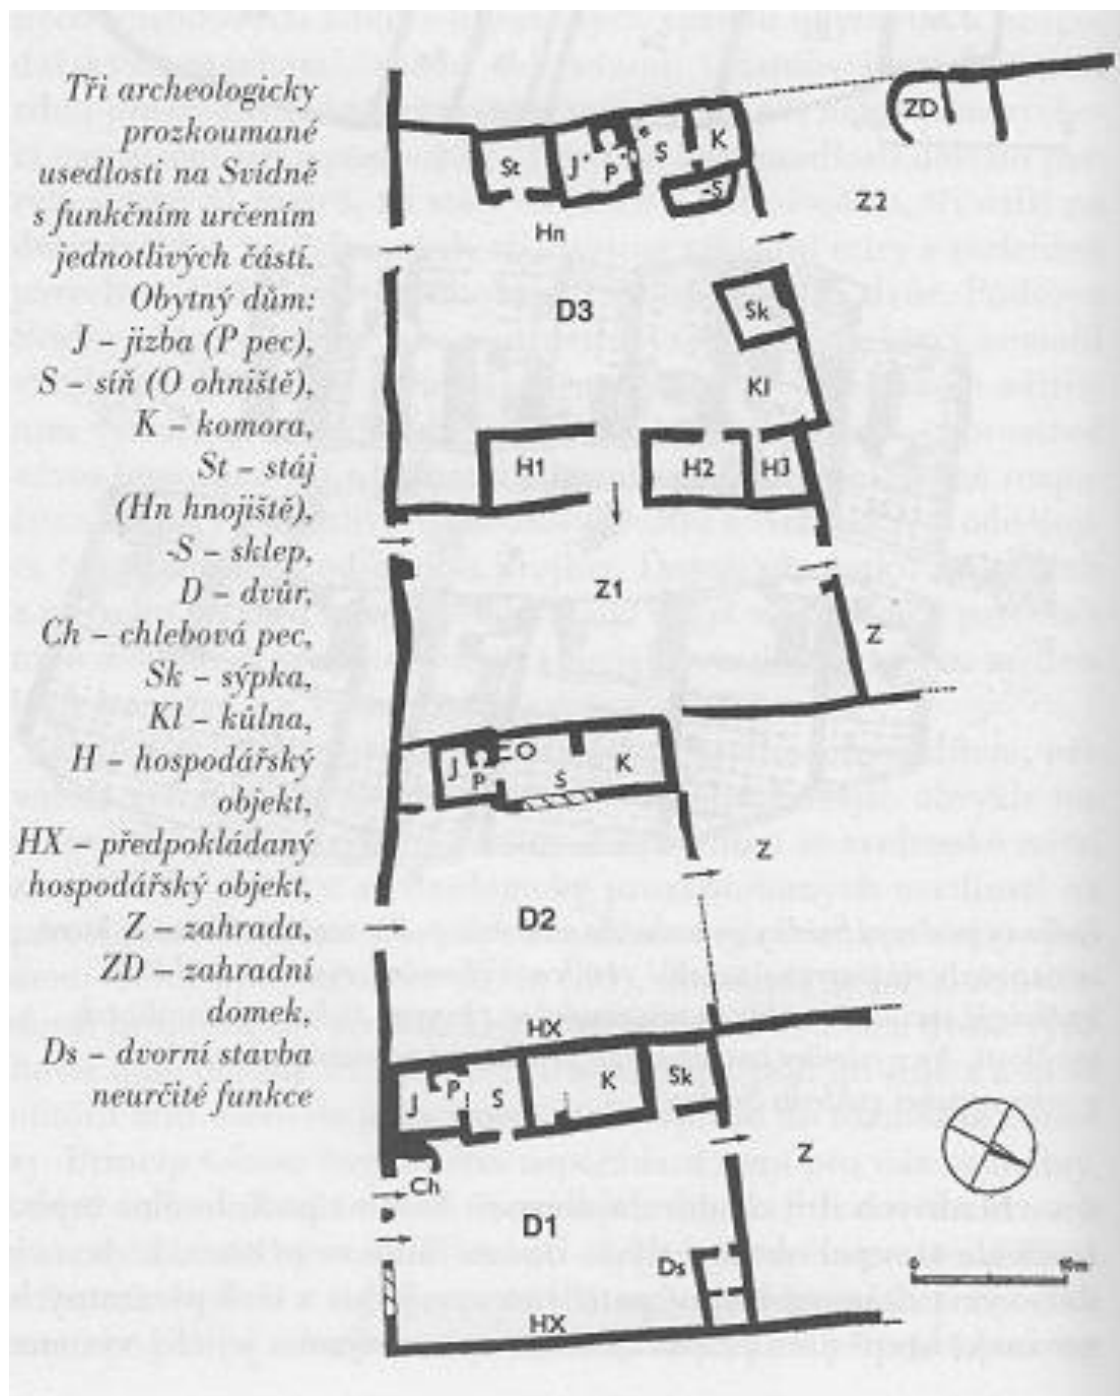 Tři archeologicky
prozkoumané
usedlosti na Svídně
s funkčním určením
jednotlivých částí.
Obytný dům:
J – jizba (P pec),
S – síň (O ohniště),
K – komora,
St – stáj
(Hn hnojiště),
-S – sklep,
D – dvůr,
Ch – chlebová pec,
Sk – sýpka,
Kl – kůlna,
H – hospodářský
objekt,
HX – předpokládaný
hospodářský objekt,
Z – zahrada,
ZD – zahradní
domek,
Ds – dvorní stavba
neurčité funkce
ZD
St J P S K
-S
Z2
Hn
D3
Sk
Kl
H1 H2 H3
Z1
Z
J P O S K
Z
D2
HX
J P S K Sk
Z
Ch
D1
Ds
0 10m
HX